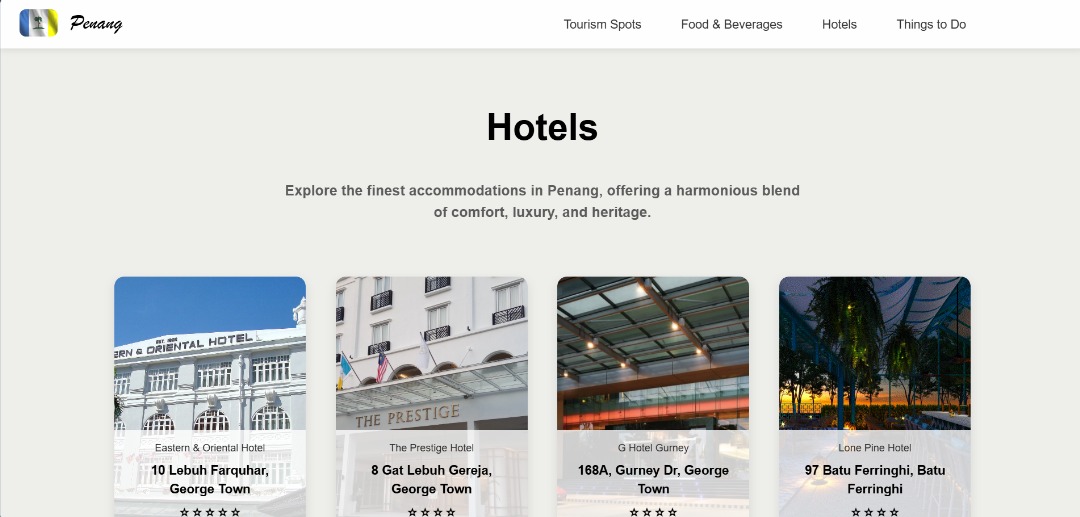 Penang
Tourism Spots
Food & Beverages
Hotels
Things to Do
Hotels
Explore the finest accommodations in Penang, offering a harmonious blend
of comfort, luxury, and heritage.
EST. 1885
ERN & ORIENTAL HOTEL
Eastern & Oriental Hotel
10 Lebuh Farquhar,
George Town
☆ ☆ ☆ ☆ ☆
THE PRESTIGE
The Prestige Hotel
8 Gat Lebuh Gereja,
George Town
☆ ☆ ☆ ☆
G Hotel Gurney
168A, Gurney Dr, George
Town
☆ ☆ ☆ ☆
Lone Pine Hotel
97 Batu Ferringhi, Batu
Ferringhi
☆ ☆ ☆ ☆